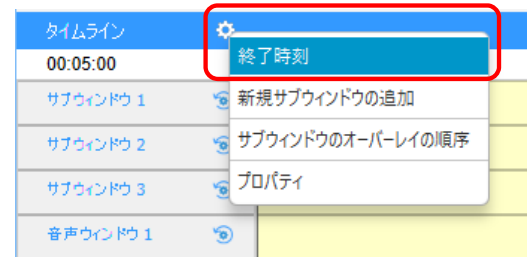 タイムライン
終了時刻
00:05:00
サブウィンドウ 1
新規サブウィンドウの追加
サブウィンドウ 2
サブウィンドウのオーバーレイの順序
サブウィンドウ 3
プロパティ
音声ウィンドウ 1